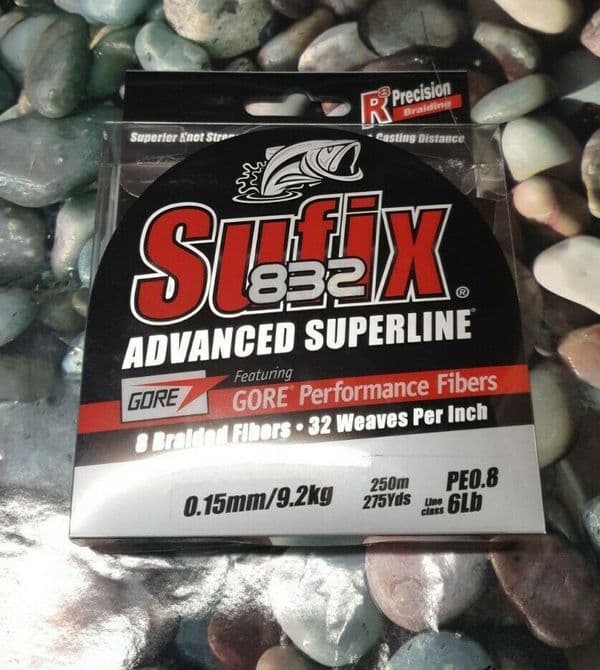 R8 Precision
Braiding
Superior Knot
Casting Distance
Sufix
832
®
ADVANCED SUPERLINE
Featuring
GORE
GORE® Performance Fibers
8 Braided Fibers • 32 Weaves Per Inch
0.15mm/9.2kg
250m
275Yds
PE0.8
Line class 6Lb